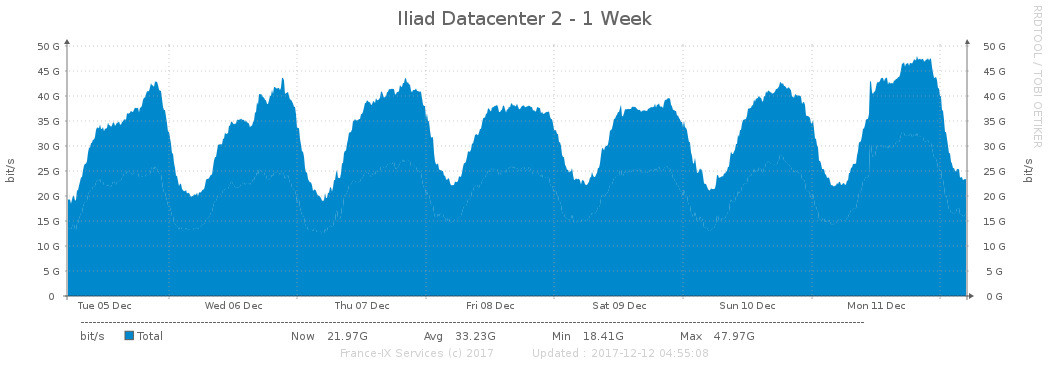 Iliad Datacenter 2 - 1 Week
RRDTOOL / TOBI OETIKER
50 G 50 G
45 G 45 G
40 G 40 G
35 G 35 G
30 G 30 G
25 G 25 G
20 G 20 G
15 G 15 G
10 G 10 G
5 G 5 G
0 0 G
bit/s bit/s
Tue 05 Dec Wed 06 Dec Thu 07 Dec Fri 08 Dec Sat 09 Dec Sun 10 Dec Mon 11 Dec
bit/s Total Now 21.97G Avg 33.23G Min 18.41G Max 47.97G
France-IX Services (c) 2017 Updated : 2017-12-12 04:55:08